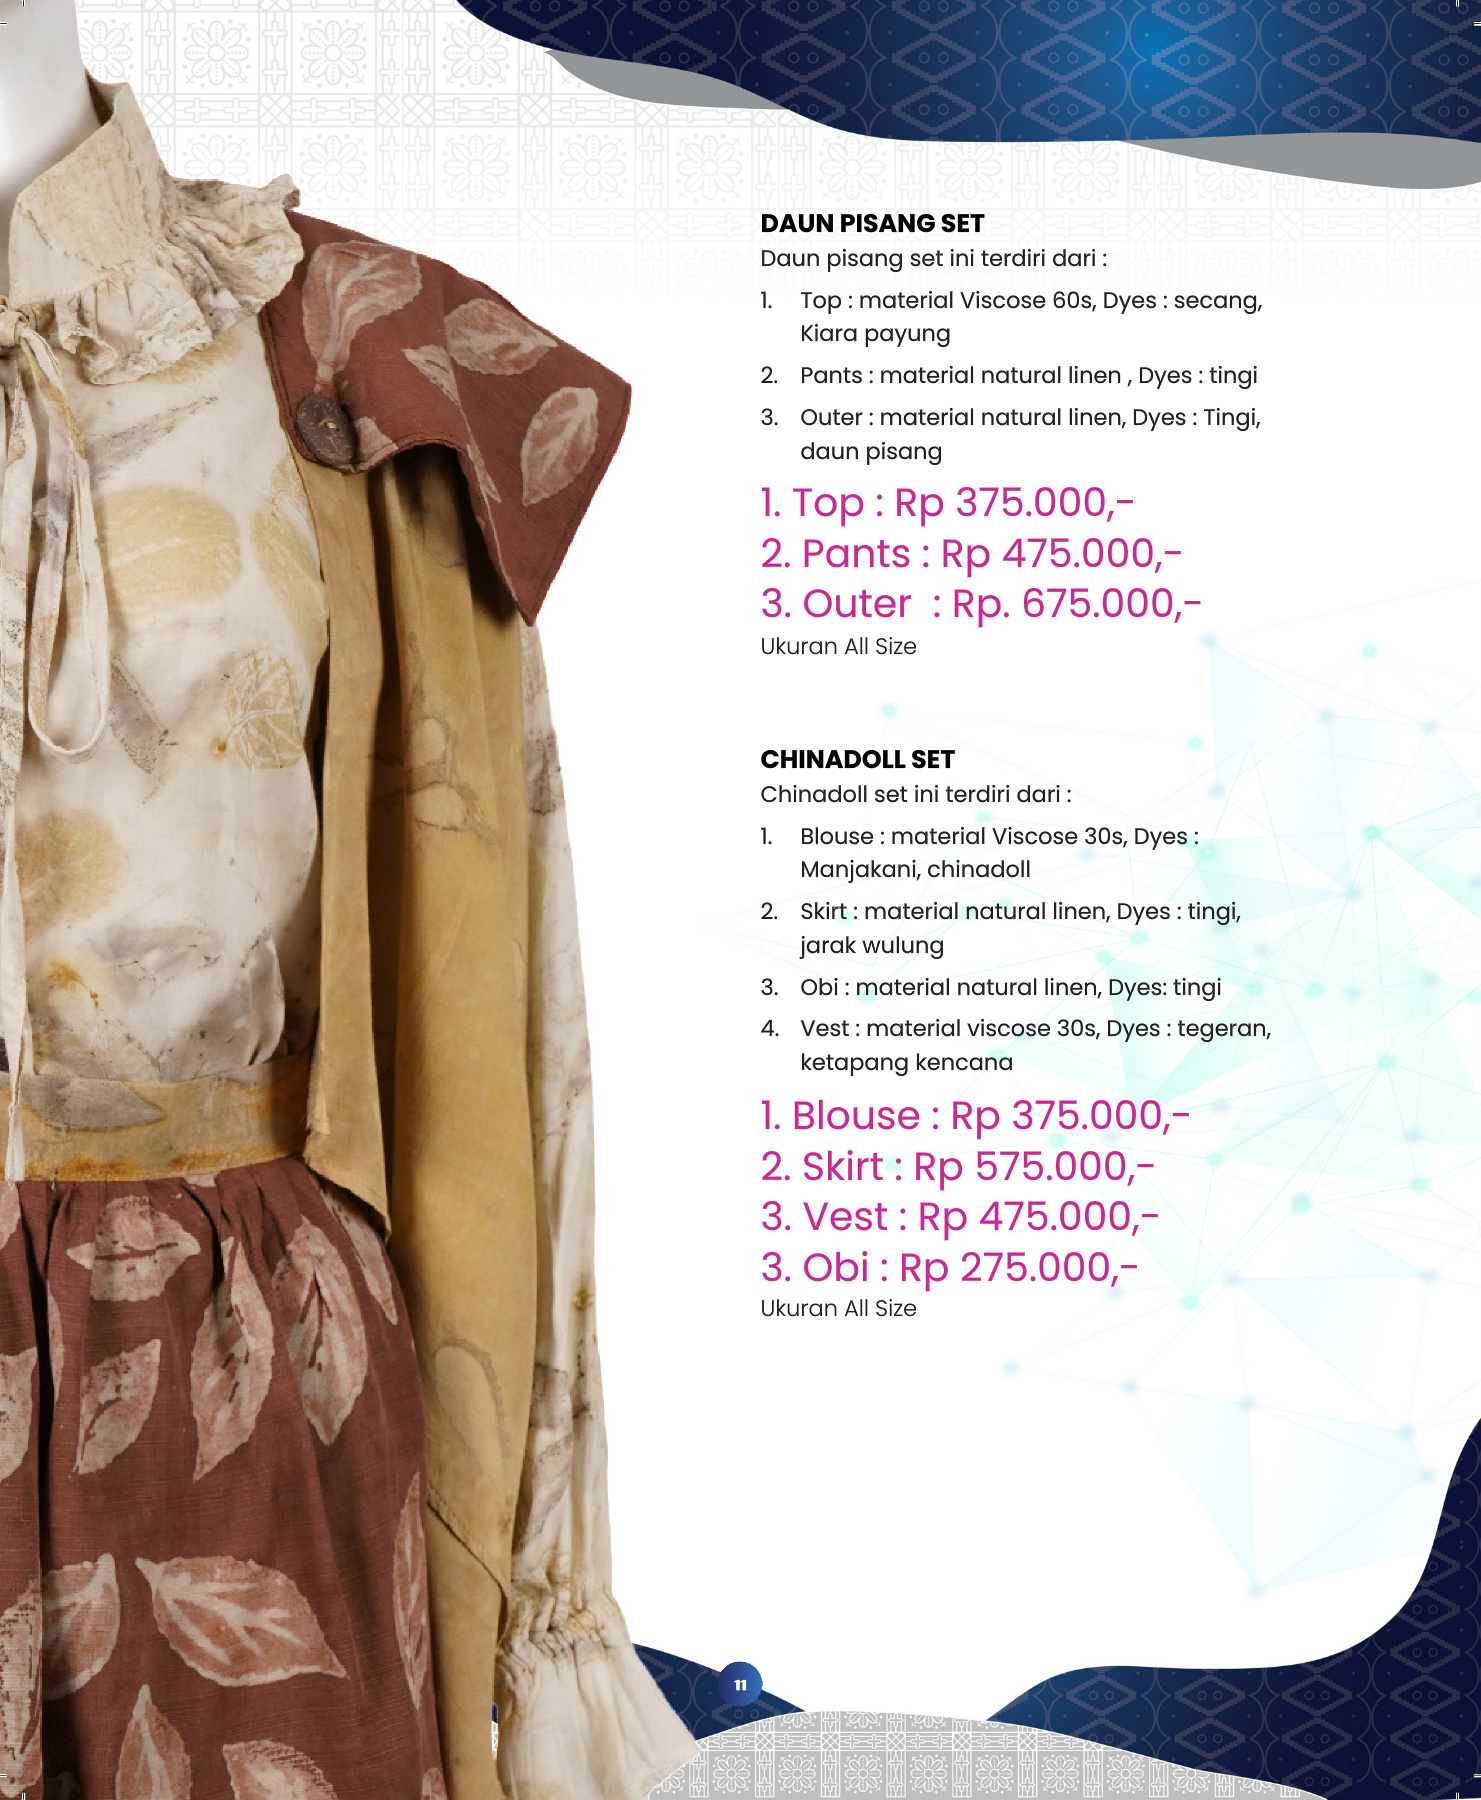 DAUN PISANG SET
Daun pisang set ini terdiri dari :
1. Top : material Viscose 60s, Dyes : secang,
Kiara payung
2. Pants : material natural linen , Dyes : tingi
3. Outer : material natural linen, Dyes : Tingi,
daun pisang
1. Top : Rp 375.000,-
2. Pants : Rp 475.000,-
3. Outer  : Rp. 675.000,-
Ukuran All Size
CHINADOLL SET
Chinadoll set ini terdiri dari :
1. Blouse : material Viscose 30s, Dyes :
Manjakani, chinadoll
2. Skirt : material natural linen, Dyes : tingi,
jarak wulung
3. Obi : material natural linen, Dyes: tingi
4. Vest : material viscose 30s, Dyes : tegeran,
ketapang kencana
1. Blouse : Rp 375.000,-
2. Skirt : Rp 575.000,-
3. Vest : Rp 475.000,-
3. Obi : Rp 275.000,-
Ukuran All Size
11